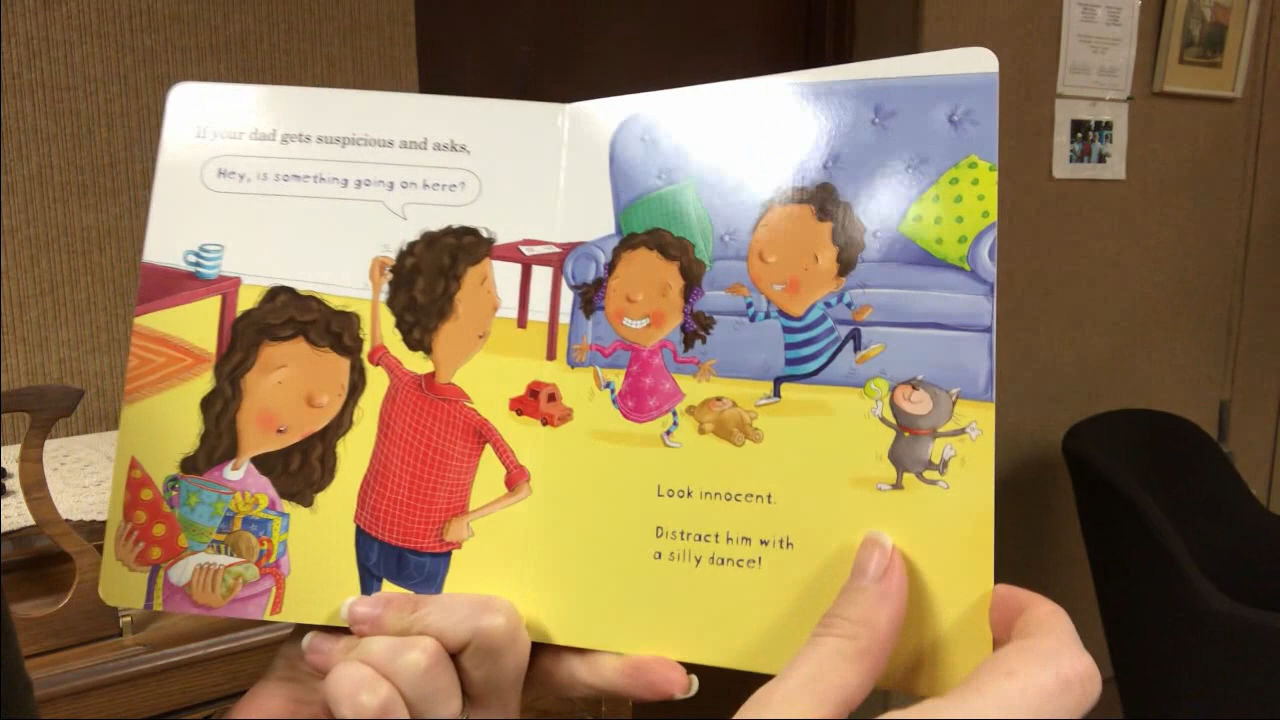 If your dad gets suspicious and asks,
Hey, is something going on here?
Look innocent.
Distract him with
a silly dance!